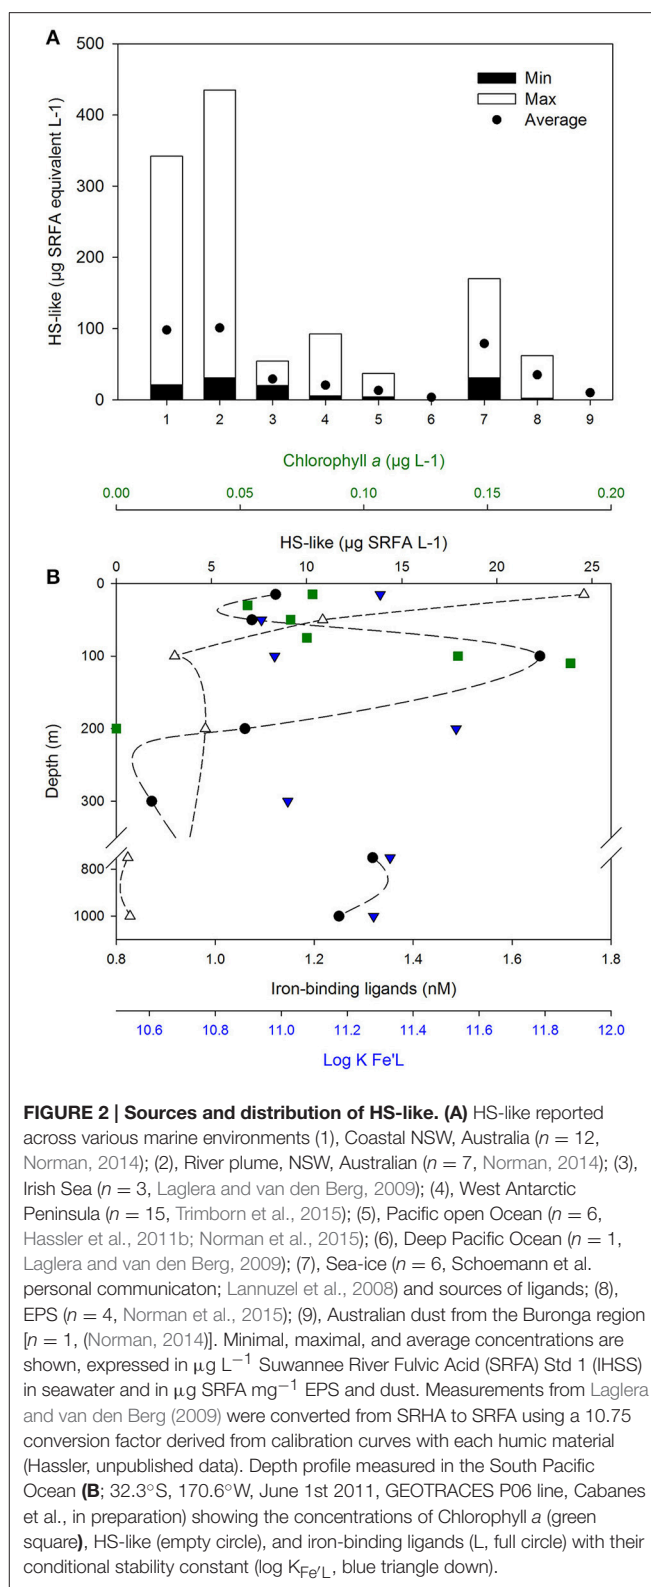 A
500
400
300
200
100
0
HS-like (µg SRFA equivalent L-1)
Min
Max
Average
1 2 3 4 5 6 7 8 9
Chlorophyll a (µg L-1)
0.00 0.05 0.10 0.15 0.20
HS-like (µg SRFA L-1)
0 5 10 15 20 25
B
0
100
200
300
800
1000
Depth (m)
0.8 1.0 1.2 1.4 1.6 1.8
Iron-binding ligands (nM)
10.6 10.8 11.0 11.2 11.4 11.6 11.8 12.0
Log K Fe'L
FIGURE 2 | Sources and distribution of HS-like. (A) HS-like reported
across various marine environments (1), Coastal NSW, Australia (n = 12,
Norman, 2014); (2), River plume, NSW, Australian (n = 7, Norman, 2014); (3),
Irish Sea (n = 3, Laglera and van den Berg, 2009); (4), West Antarctic
Peninsula (n = 15, Trimborn et al., 2015); (5), Pacific open Ocean (n = 6,
Hassler et al., 2011b; Norman et al., 2015); (6), Deep Pacific Ocean (n = 1,
Laglera and van den Berg, 2009); (7), Sea-ice (n = 6, Schoemann et al.
personal communicaton; Lannuzel et al., 2008) and sources of ligands; (8),
EPS (n = 4, Norman et al., 2015); (9), Australian dust from the Buronga region
[n = 1, (Norman, 2014)]. Minimal, maximal, and average concentrations are
shown, expressed in µg L−1 Suwannee River Fulvic Acid (SRFA) Std 1 (IHSS)
in seawater and in µg SRFA mg−1 EPS and dust. Measurements from Laglera
and van den Berg (2009) were converted from SRHA to SRFA using a 10.75
conversion factor derived from calibration curves with each humic material
(Hassler, unpublished data). Depth profile measured in the South Pacific
Ocean (B; 32.3°S, 170.6°W, June 1st 2011, GEOTRACES P06 line, Cabanes
et al., in preparation) showing the concentrations of Chlorophyll a (green
square), HS-like (empty circle), and iron-binding ligands (L, full circle) with their
conditional stability constant (log KFe′L, blue triangle down).